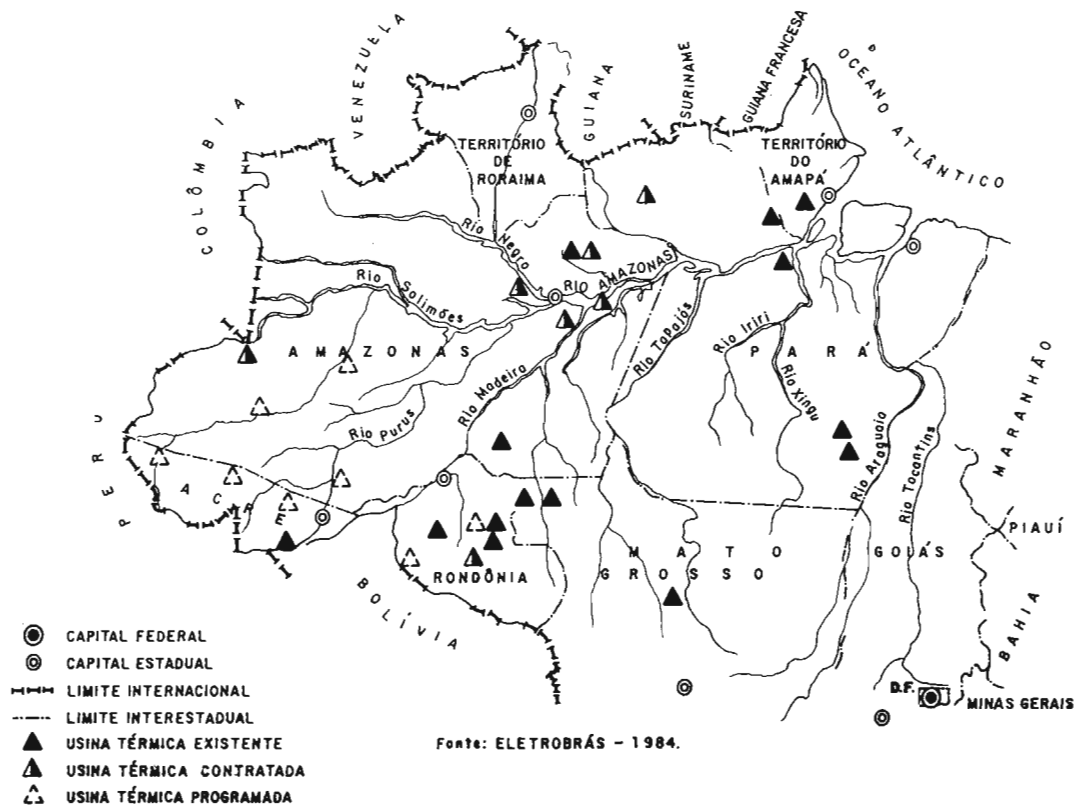 COLÔMBIA
VENEZUELA
GUIANA
SURINAME
GUIANA FRANCESA
OCEANO ATLÂNTICO
TERRITÓRIO
DE
RORAIMA
TERRITÓRIO
DO
AMAPÁ
Rio Negro
RIO AMAZONAS
Rio Solimões
AMAZONAS
Rio Tapajós
Rio Iriri
PARÁ
Rio Xingu
Rio Madeira
Rio Purus
Rio Araguaia
Rio Tocantins
MARANHÃO
PERU
ACRE
PIAUÍ
MATO
GROSSO
GOIÁS
RONDÔNIA
BOLÍVIA
BAHIA
D.F.
MINAS GERAIS
CAPITAL FEDERAL
CAPITAL ESTADUAL
LIMITE INTERNACIONAL
LIMITE INTERESTADUAL
USINA TÉRMICA EXISTENTE
USINA TÉRMICA CONTRATADA
USINA TÉRMICA PROGRAMADA
Fonte: ELETROBRÁS - 1984.